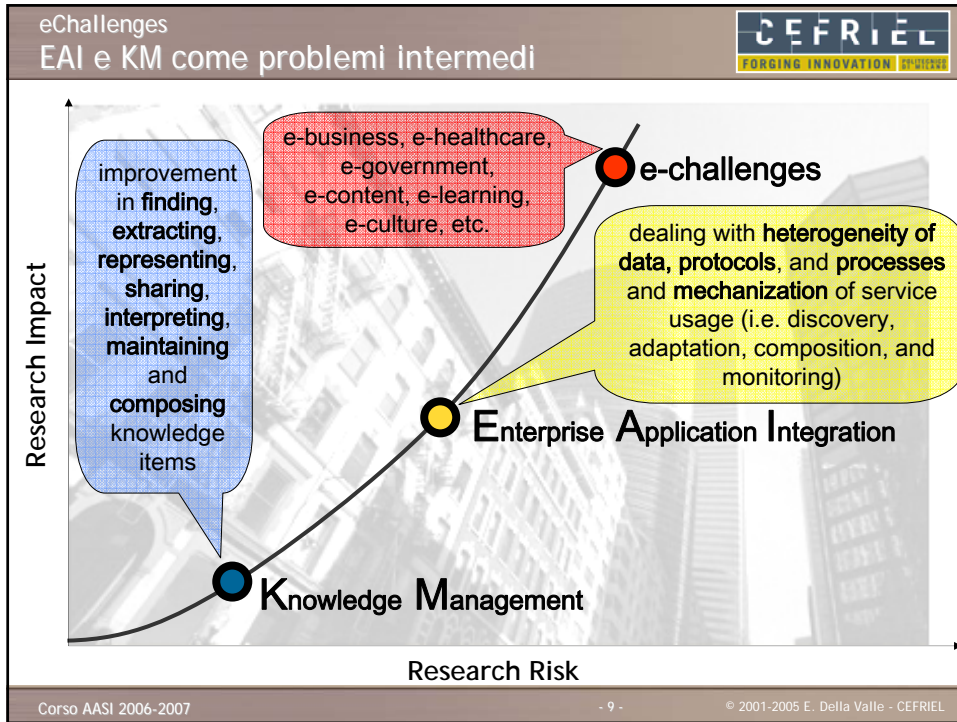 eChallenges
EAI e KM come problemi intermedi
CEFRIEL
FORGING INNOVATION
POLITECNICO
DI MILANO
e-business, e-healthcare,
e-government,
e-content, e-learning,
e-culture, etc.
e-challenges
improvement
in finding,
extracting,
representing,
sharing,
interpreting,
maintaining
and
composing
knowledge
items
dealing with heterogeneity of
data, protocols, and processes
and mechanization of service
usage (i.e. discovery,
adaptation, composition, and
monitoring)
Enterprise Application Integration
Knowledge Management
Research Impact
Research Risk
Corso AASI 2006-2007
- 9 -
© 2001-2005 E. Della Valle - CEFRIEL